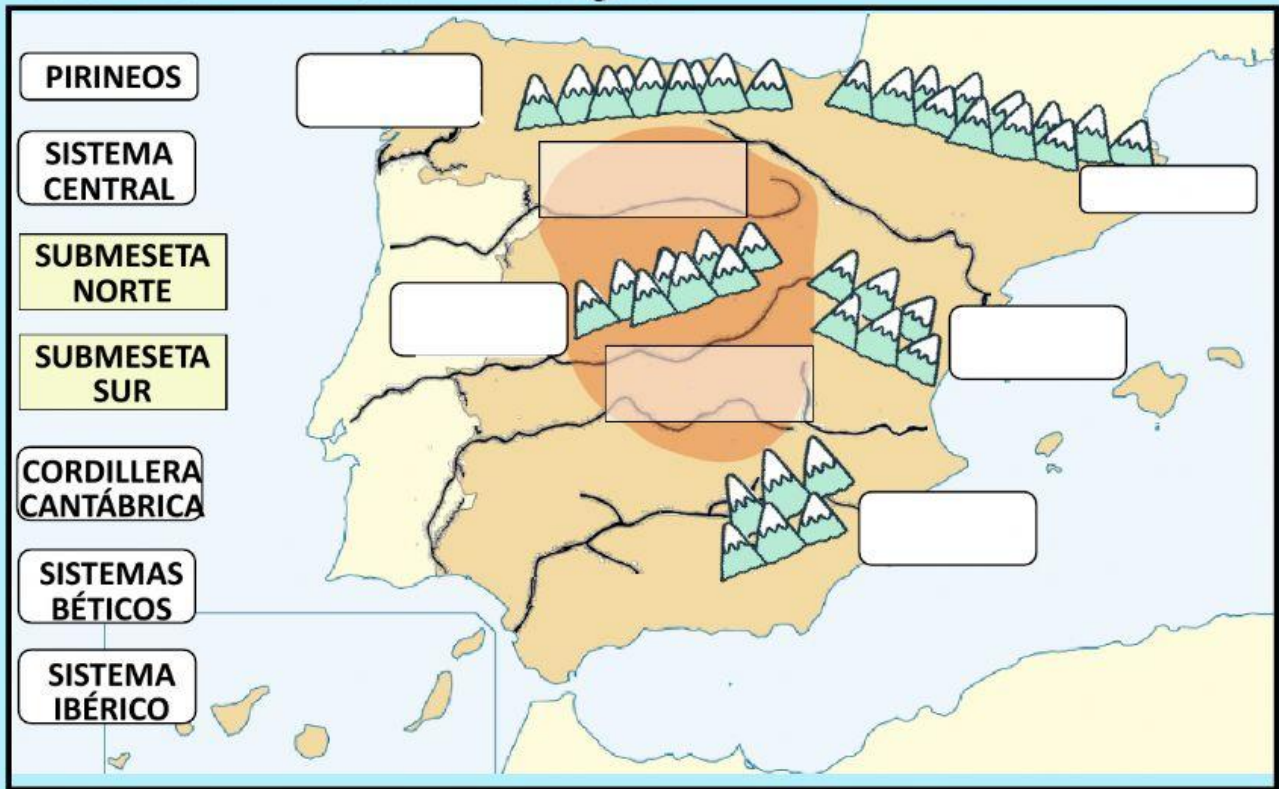 PIRINEOS
SISTEMA
CENTRAL
SUBMESETA
NORTE
SUBMESETA
SUR
CORDILLERA
CANTÁBRICA
SISTEMAS
BÉTICOS
SISTEMA
IBÉRICO